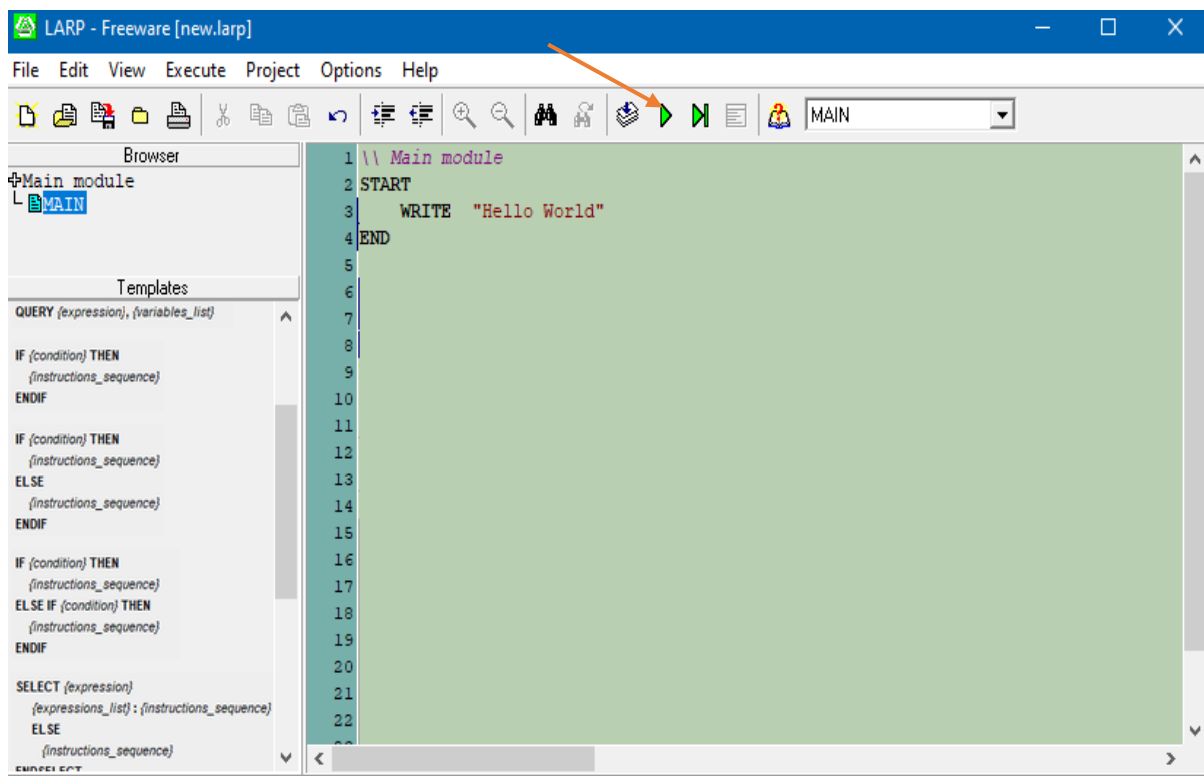 LARP - Freeware [new.larp]
File Edit View Execute Project Options Help
MAIN
Browser
Main module
MAIN
Templates
QUERY {expression}, {variables_list}
IF {condition} THEN
{instructions_sequence}
ENDIF
IF {condition} THEN
{instructions_sequence}
ELSE
{instructions_sequence}
ENDIF
IF {condition} THEN
{instructions_sequence}
ELSE IF {condition} THEN
{instructions_sequence}
ENDIF
SELECT {expression}
{expressions_list} : {instructions_sequence}
ELSE
{instructions_sequence}
ENDSELECT
1 \\ Main module
2 START
3 WRITE "Hello World"
4 END
5
6
7
8
9
10
11
12
13
14
15
16
17
18
19
20
21
22